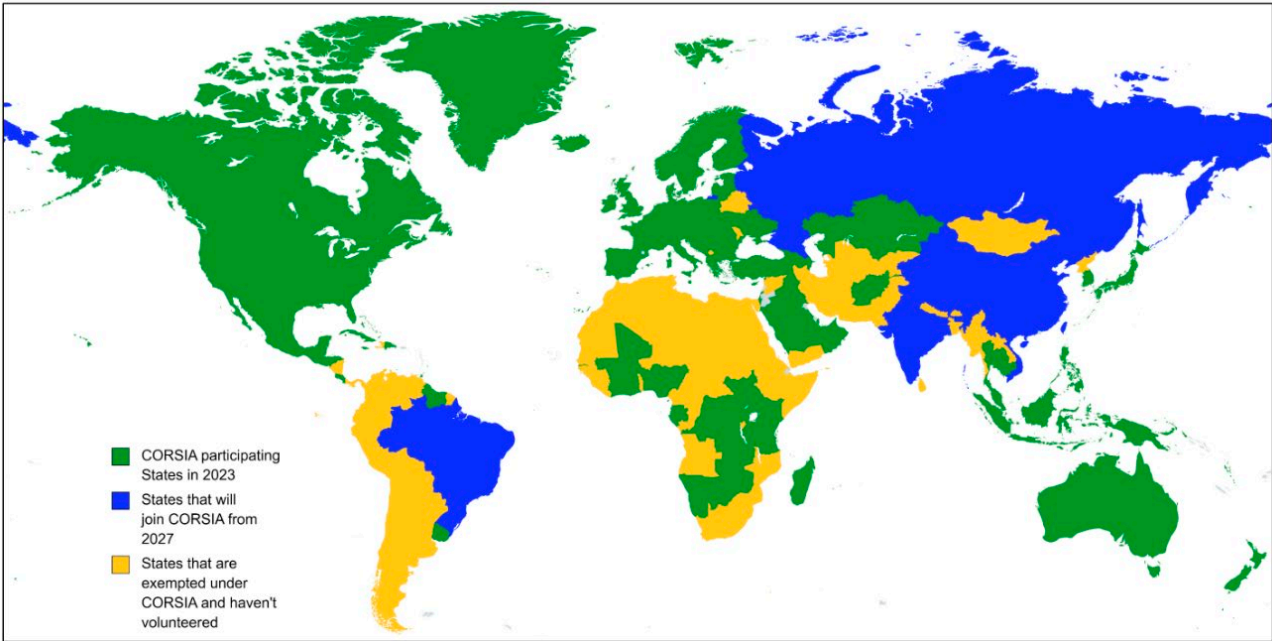 CORSIA participating
States in 2023
States that will
join CORSIA from
2027
States that are
exempted under
CORSIA and haven't
volunteered